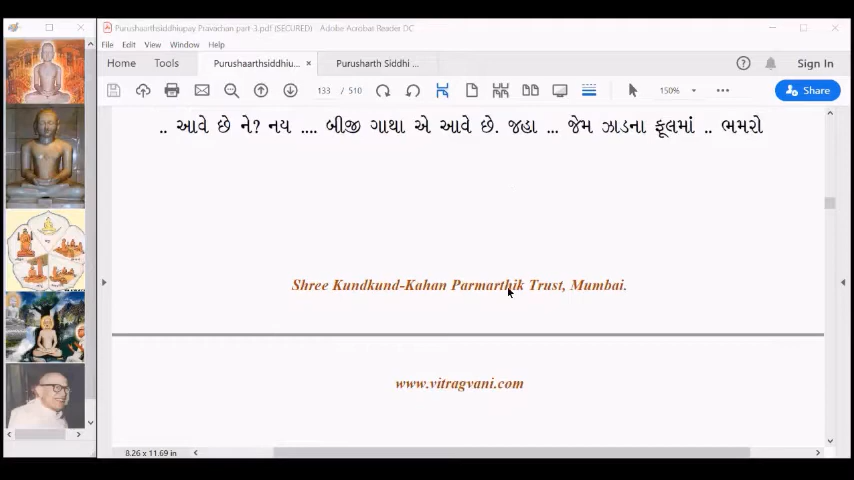 Purushaarthsiddhiupay Pravachan part-3.pdf (SECURED) - Adobe Acrobat Reader DC
File Edit View Window Help
Home Tools Purushaarthsiddhiu... × Purusharth Siddhi ... Sign In
133 / 510 150% Share
.. આવે છે ને? નય .... બીજી ગાથા એ આવે છે. જહા ... જેમ ઝાડના ફૂલમાં .. ભમરો
Shree Kundkund-Kahan Parmarthik Trust, Mumbai.
www.vitragvani.com
8.26 x 11.69 in